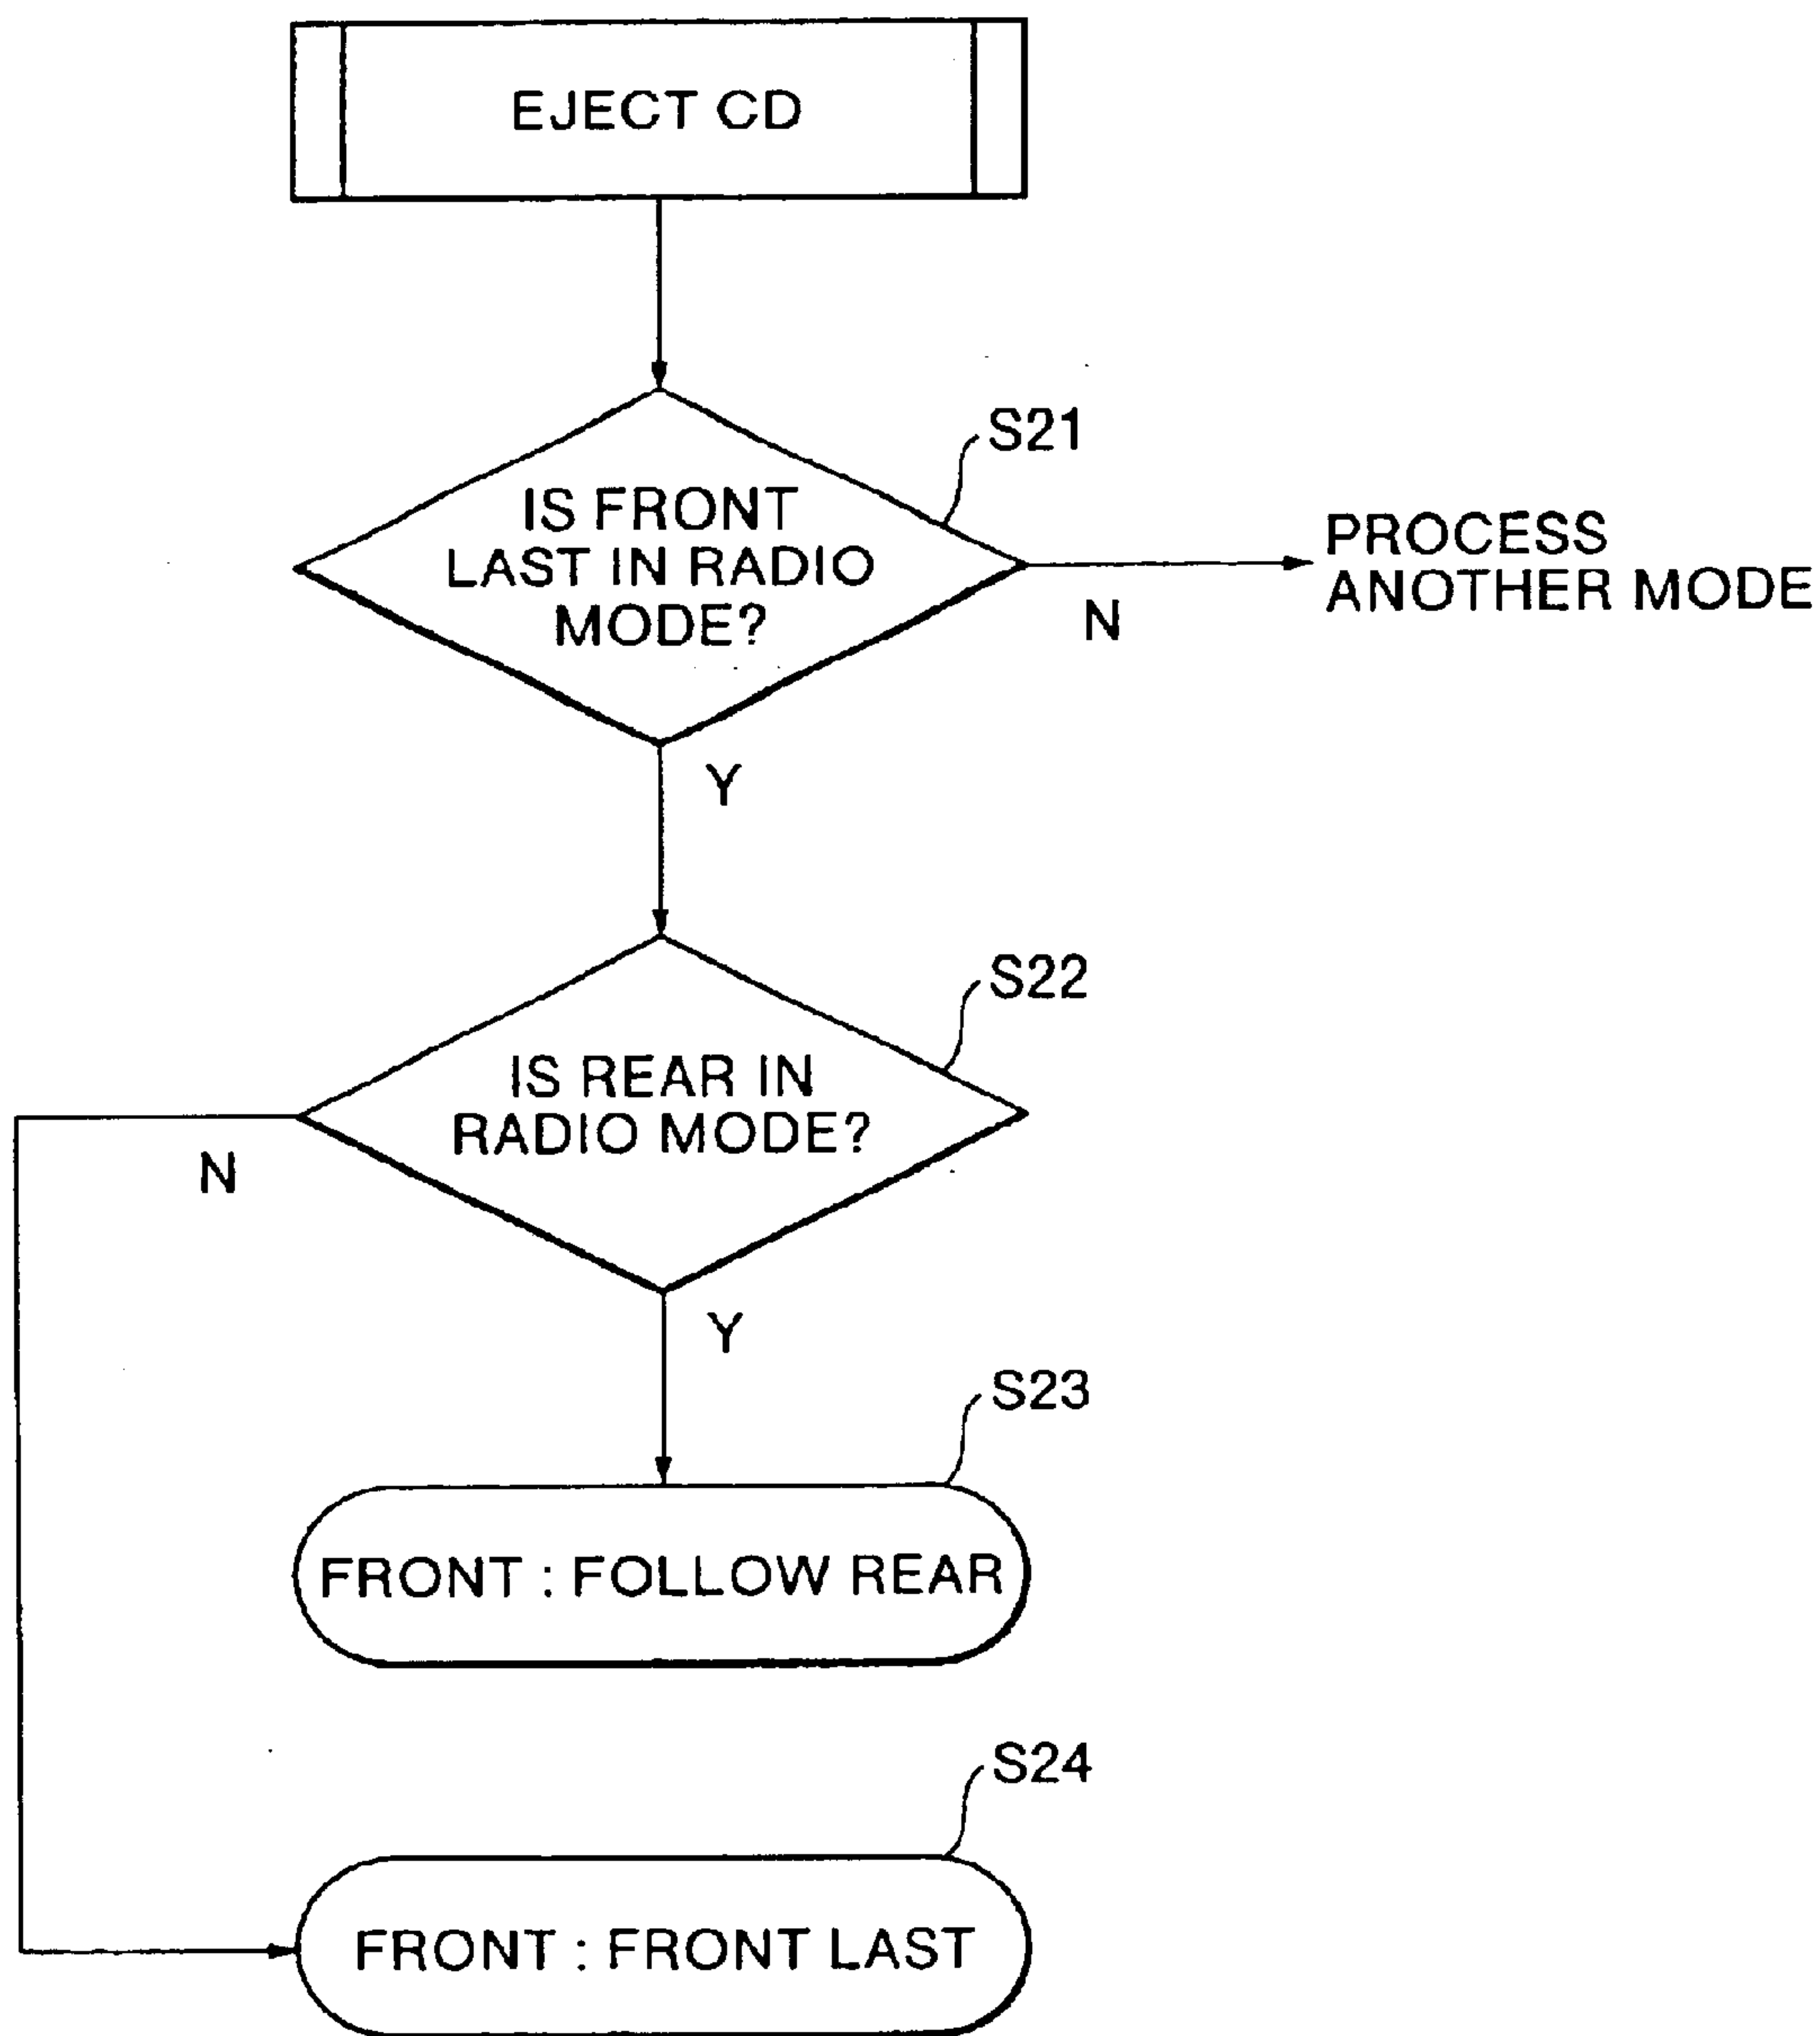 EJECT CD
S21
IS FRONT
LAST IN RADIO
MODE?
PROCESS
ANOTHER MODE
N
Y
S22
IS REAR IN
RADIO MODE?
N
Y
S23
FRONT : FOLLOW REAR
S24
FRONT : FRONT LAST